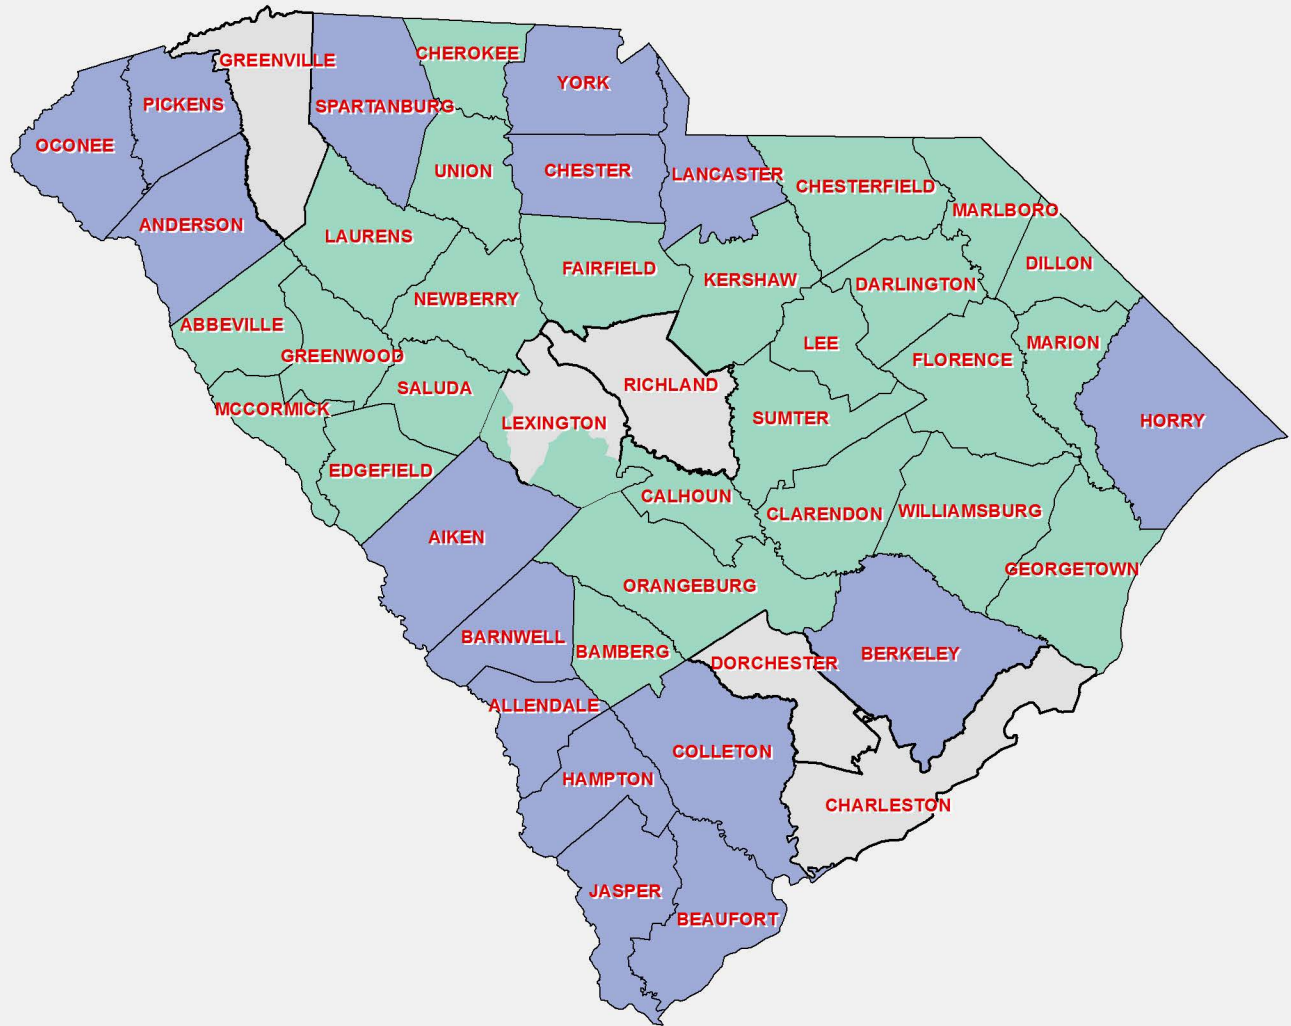 GREENVILLE
CHEROKEE
YORK
PICKENS
SPARTANBURG
OCONEE
UNION
CHESTER
LANCASTER
CHESTERFIELD
MARLBORO
ANDERSON
LAURENS
FAIRFIELD
KERSHAW
DARLINGTON
DILLON
NEWBERRY
ABBEVILLE
GREENWOOD
LEE
FLORENCE
MARION
SALUDA
RICHLAND
MCCORMICK
LEXINGTON
SUMTER
HORRY
EDGEFIELD
CALHOUN
CLARENDON
WILLIAMSBURG
AIKEN
ORANGEBURG
GEORGETOWN
BARNWELL
BAMBERG
DORCHESTER
BERKELEY
ALLENDALE
COLLETON
HAMPTON
CHARLESTON
JASPER
BEAUFORT